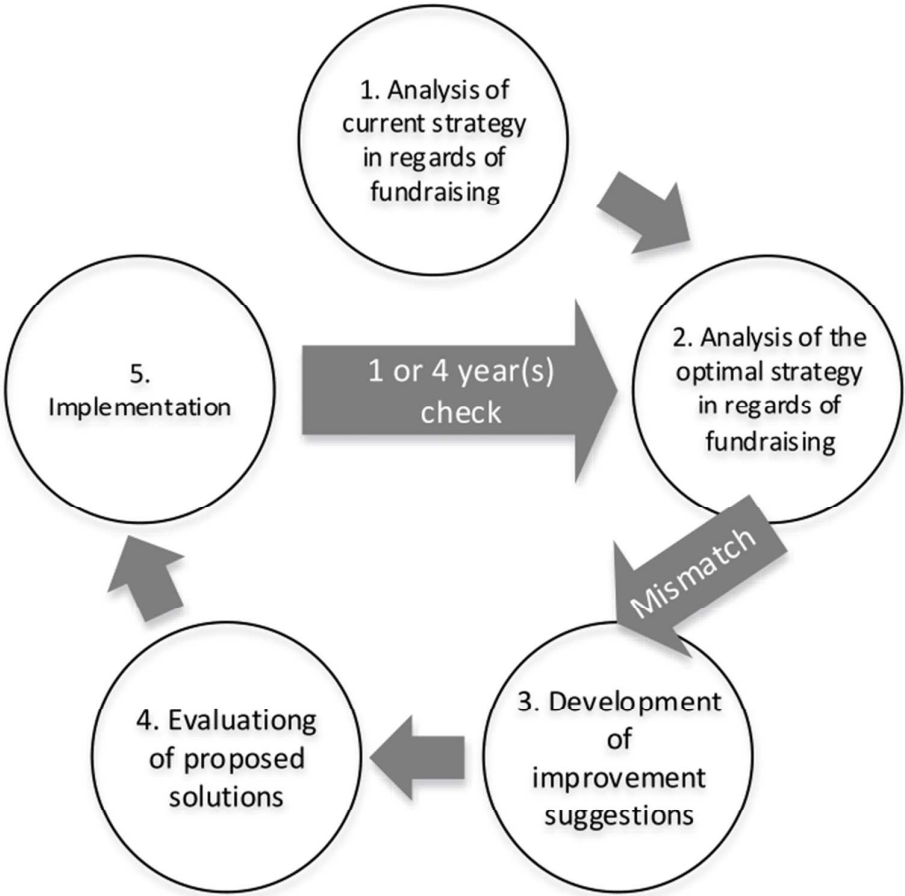 1. Analysis of
current strategy
in regards of
fundraising
2. Analysis of the
optimal strategy
in regards of
fundraising
Mismatch
3. Development
of
improvement
suggestions
4. Evaluationg
of proposed
solutions
5.
Implementation
1 or 4 year(s)
check